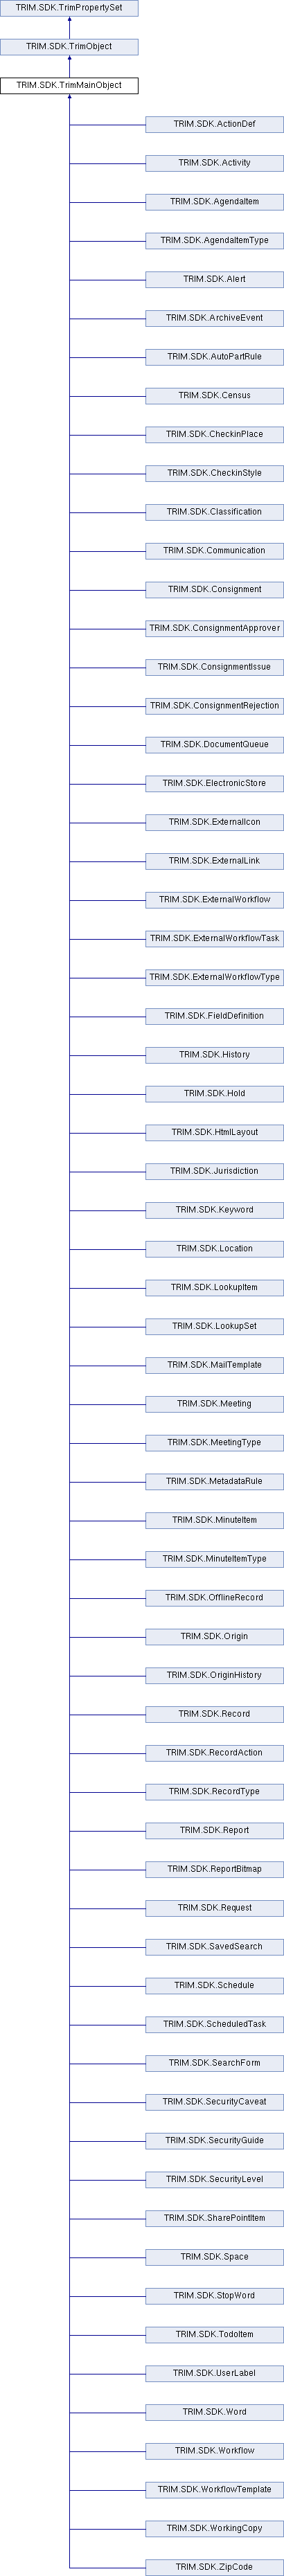 TRIM.SDK.TrimPropertySet
TRIM.SDK.TrimObject
TRIM.SDK.TrimMainObject
TRIM.SDK.ActionDef
TRIM.SDK.Activity
TRIM.SDK.AgendaItem
TRIM.SDK.AgendaItemType
TRIM.SDK.Alert
TRIM.SDK.ArchiveEvent
TRIM.SDK.AutoPartRule
TRIM.SDK.Census
TRIM.SDK.CheckinPlace
TRIM.SDK.CheckinStyle
TRIM.SDK.Classification
TRIM.SDK.Communication
TRIM.SDK.Consignment
TRIM.SDK.ConsignmentApprover
TRIM.SDK.ConsignmentIssue
TRIM.SDK.ConsignmentRejection
TRIM.SDK.DocumentQueue
TRIM.SDK.ElectronicStore
TRIM.SDK.ExternalIcon
TRIM.SDK.ExternalLink
TRIM.SDK.ExternalWorkflow
TRIM.SDK.ExternalWorkflowTask
TRIM.SDK.ExternalWorkflowType
TRIM.SDK.FieldDefinition
TRIM.SDK.History
TRIM.SDK.Hold
TRIM.SDK.HtmlLayout
TRIM.SDK.Jurisdiction
TRIM.SDK.Keyword
TRIM.SDK.Location
TRIM.SDK.LookupItem
TRIM.SDK.LookupSet
TRIM.SDK.MailTemplate
TRIM.SDK.Meeting
TRIM.SDK.MeetingType
TRIM.SDK.MetadataRule
TRIM.SDK.MinuteItem
TRIM.SDK.MinuteItemType
TRIM.SDK.OfflineRecord
TRIM.SDK.Origin
TRIM.SDK.OriginHistory
TRIM.SDK.Record
TRIM.SDK.RecordAction
TRIM.SDK.RecordType
TRIM.SDK.Report
TRIM.SDK.ReportBitmap
TRIM.SDK.Request
TRIM.SDK.SavedSearch
TRIM.SDK.Schedule
TRIM.SDK.ScheduledTask
TRIM.SDK.SearchForm
TRIM.SDK.SecurityCaveat
TRIM.SDK.SecurityGuide
TRIM.SDK.SecurityLevel
TRIM.SDK.SharePointItem
TRIM.SDK.Space
TRIM.SDK.StopWord
TRIM.SDK.TodoItem
TRIM.SDK.UserLabel
TRIM.SDK.Word
TRIM.SDK.Workflow
TRIM.SDK.WorkflowTemplate
TRIM.SDK.WorkingCopy
TRIM.SDK.ZipCode